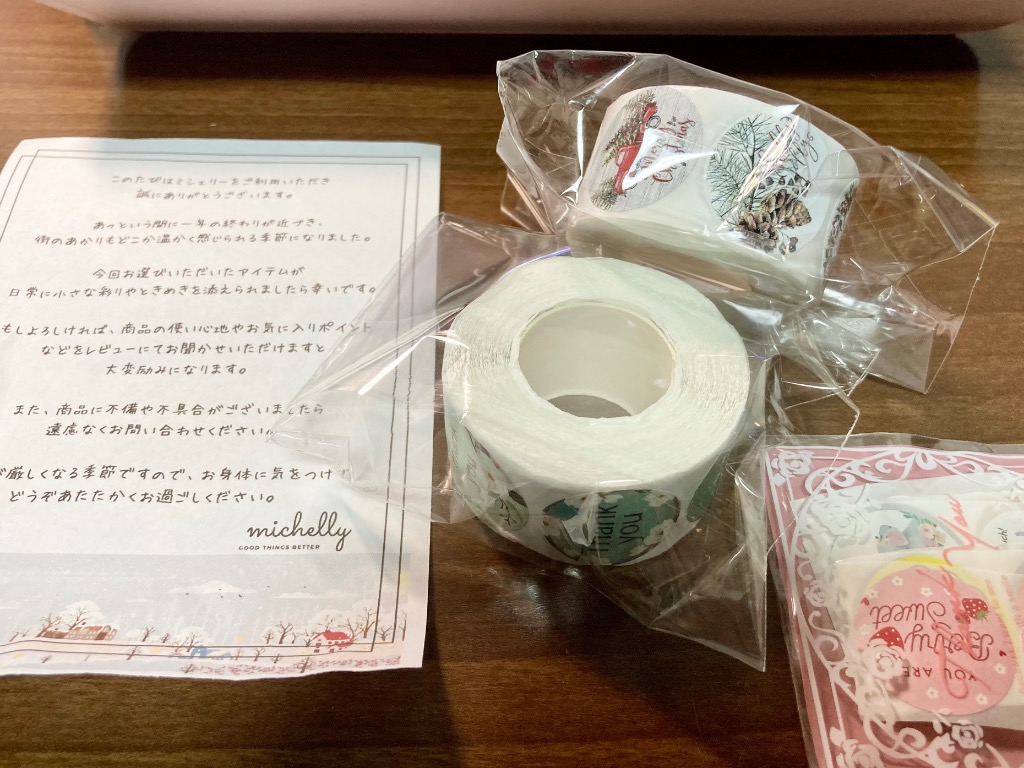 このたびはミシェリーをご利用いただき
誠にありがとうございます。
あっという間に一年の終わりが近づき、
街のあかりもどこか温かく感じられる季節になりました。
今回お選びいただいたアイテムが
日常に小さな彩りやときめきを添えられましたら幸いです。
もしよろしければ、商品の使い心地やお気に入りポイント
などをレビューにてお聞かせいただけますと
大変励みになります。
また、商品に不備や不具合がございましたら
遠慮なくお問い合わせください。
が厳しくなる季節ですので、お身体に気をつけ
どうぞあたたかくお過ごしください。
michelly
GOOD THINGS BETTER
Christmas
thank
you
Thank You
YOU ARE
Berry
Sweet